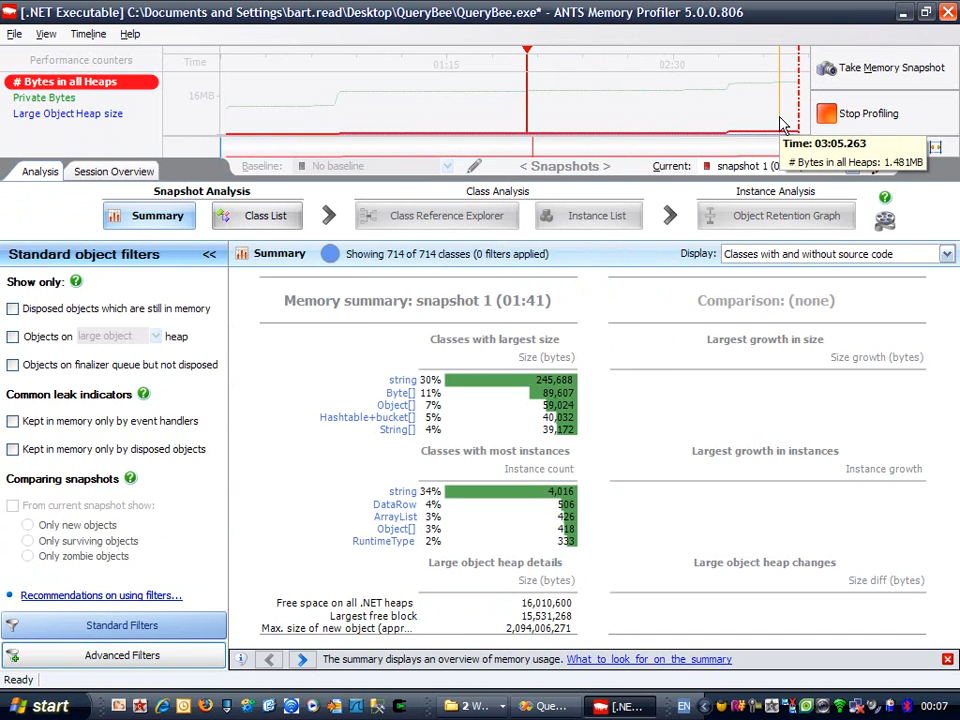 [.NET Executable] C:\Documents and Settings\bart.read\Desktop\QueryBee\QueryBee.exe* - ANTS Memory Profiler 5.0.0.806
File View Timeline Help
Performance counters
# Bytes in all Heaps
Private Bytes
Large Object Heap size
Time 01:15 02:30
16MB
Take Memory Snapshot
Stop Profiling
Time: 03:05.263
# Bytes in all Heaps: 1.481MB
Baseline: No baseline < Snapshots > Current: snapshot 1 (0
Analysis Session Overview
Snapshot Analysis Class Analysis Instance Analysis
Summary Class List Class Reference Explorer Instance List Object Retention Graph
Standard object filters <<
Show only:
Disposed objects which are still in memory
Objects on large object heap
Objects on finalizer queue but not disposed
Common leak indicators
Kept in memory only by event handlers
Kept in memory only by disposed objects
Comparing snapshots
From current snapshot show:
Only new objects
Only surviving objects
Only zombie objects
Recommendations on using filters...
Standard Filters
Advanced Filters
Summary Showing 714 of 714 classes (0 filters applied) Display: Classes with and without source code
Memory summary: snapshot 1 (01:41)
Classes with largest size
Size (bytes)
string 30% 245,688
Byte[] 11% 89,607
Object[] 7% 59,024
Hashtable+bucket[] 5% 40,032
String[] 4% 39,172
Classes with most instances
Instance count
string 34% 4,016
DataRow 4% 506
ArrayList 3% 426
Object[] 3% 418
RuntimeType 2% 333
Large object heap details
Size (bytes)
Free space on all .NET heaps 16,010,600
Largest free block 15,531,268
Max. size of new object (appr... 2,094,006,271
Comparison: (none)
Largest growth in size
Size growth (bytes)
Largest growth in instances
Instance growth
Large object heap changes
Size diff (bytes)
The summary displays an overview of memory usage. What to look for on the summary
Ready
start 2 W... Que... [.NE... EN 00:07